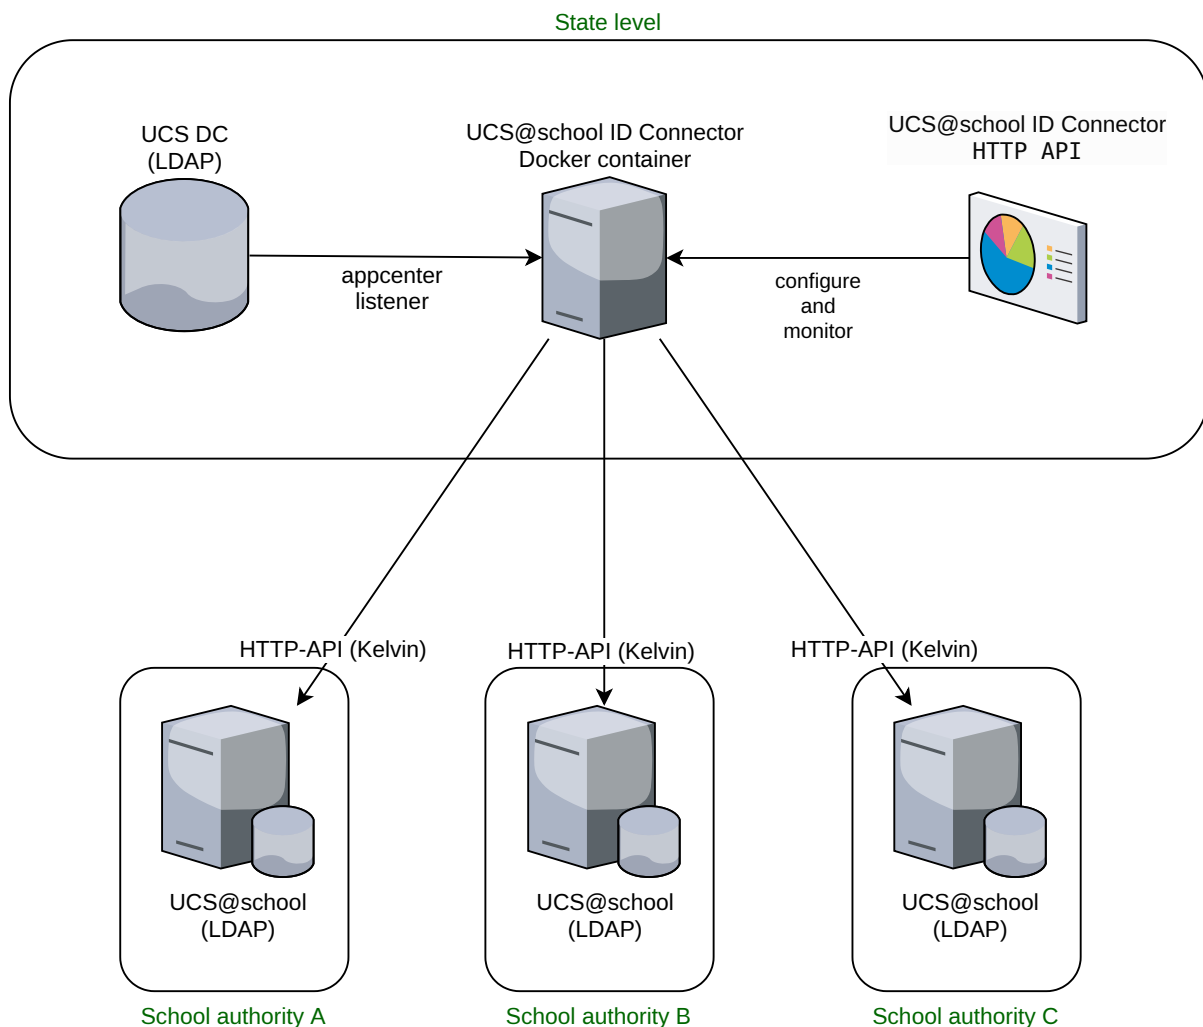 State level
UCS DC
(LDAP)
UCS@school ID Connector
Docker container
UCS@school ID Connector
HTTP API
appcenter
listener
configure
and
monitor
HTTP-API (Kelvin)
HTTP-API (Kelvin)
HTTP-API (Kelvin)
UCS@school
(LDAP)
UCS@school
(LDAP)
UCS@school
(LDAP)
School authority A
School authority B
School authority C